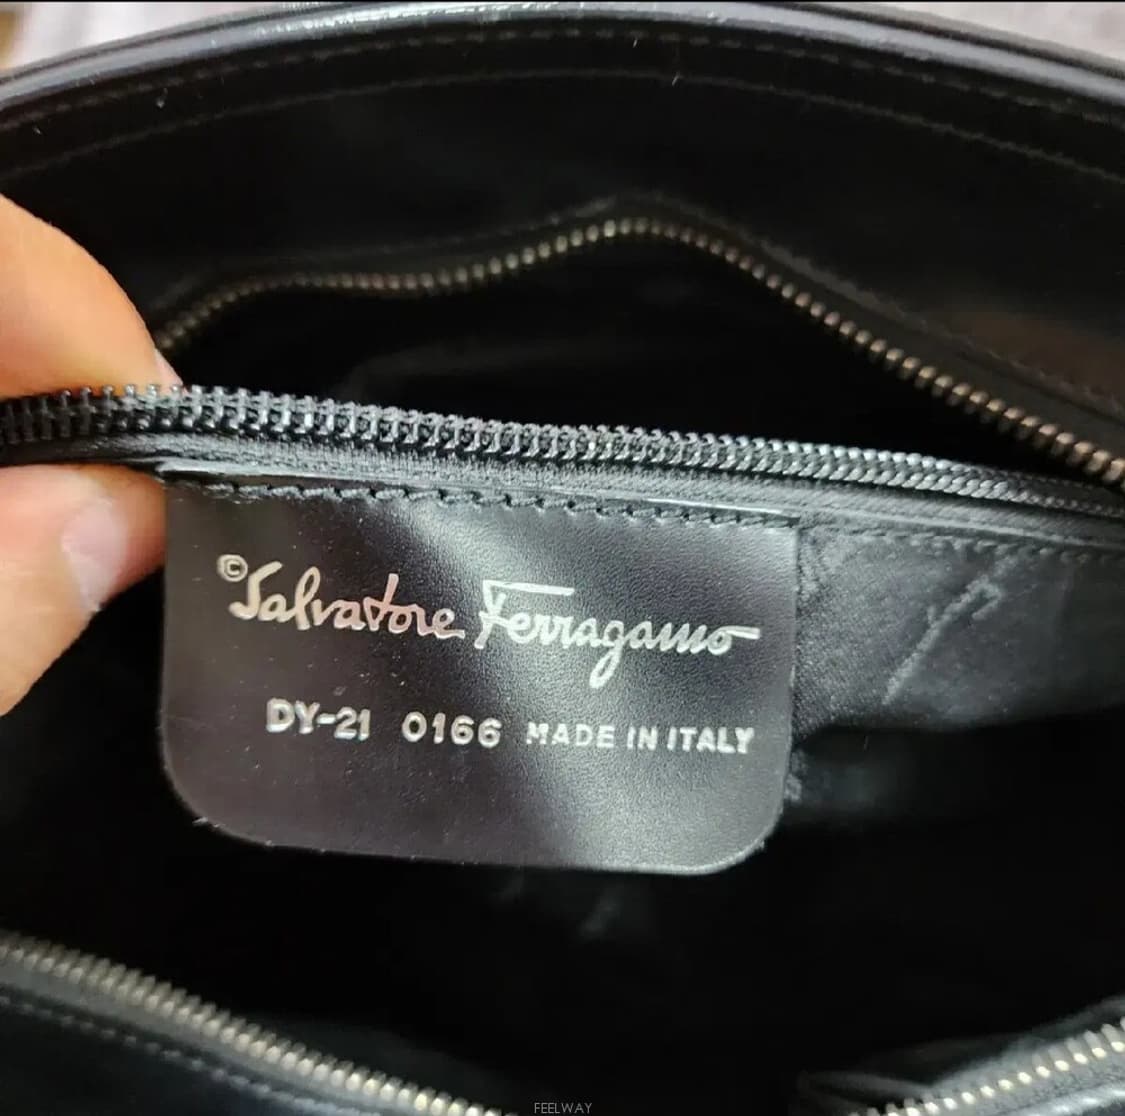 ©Salvatore Ferragamo
DY-21 0166 MADE IN ITALY
FEELWAY